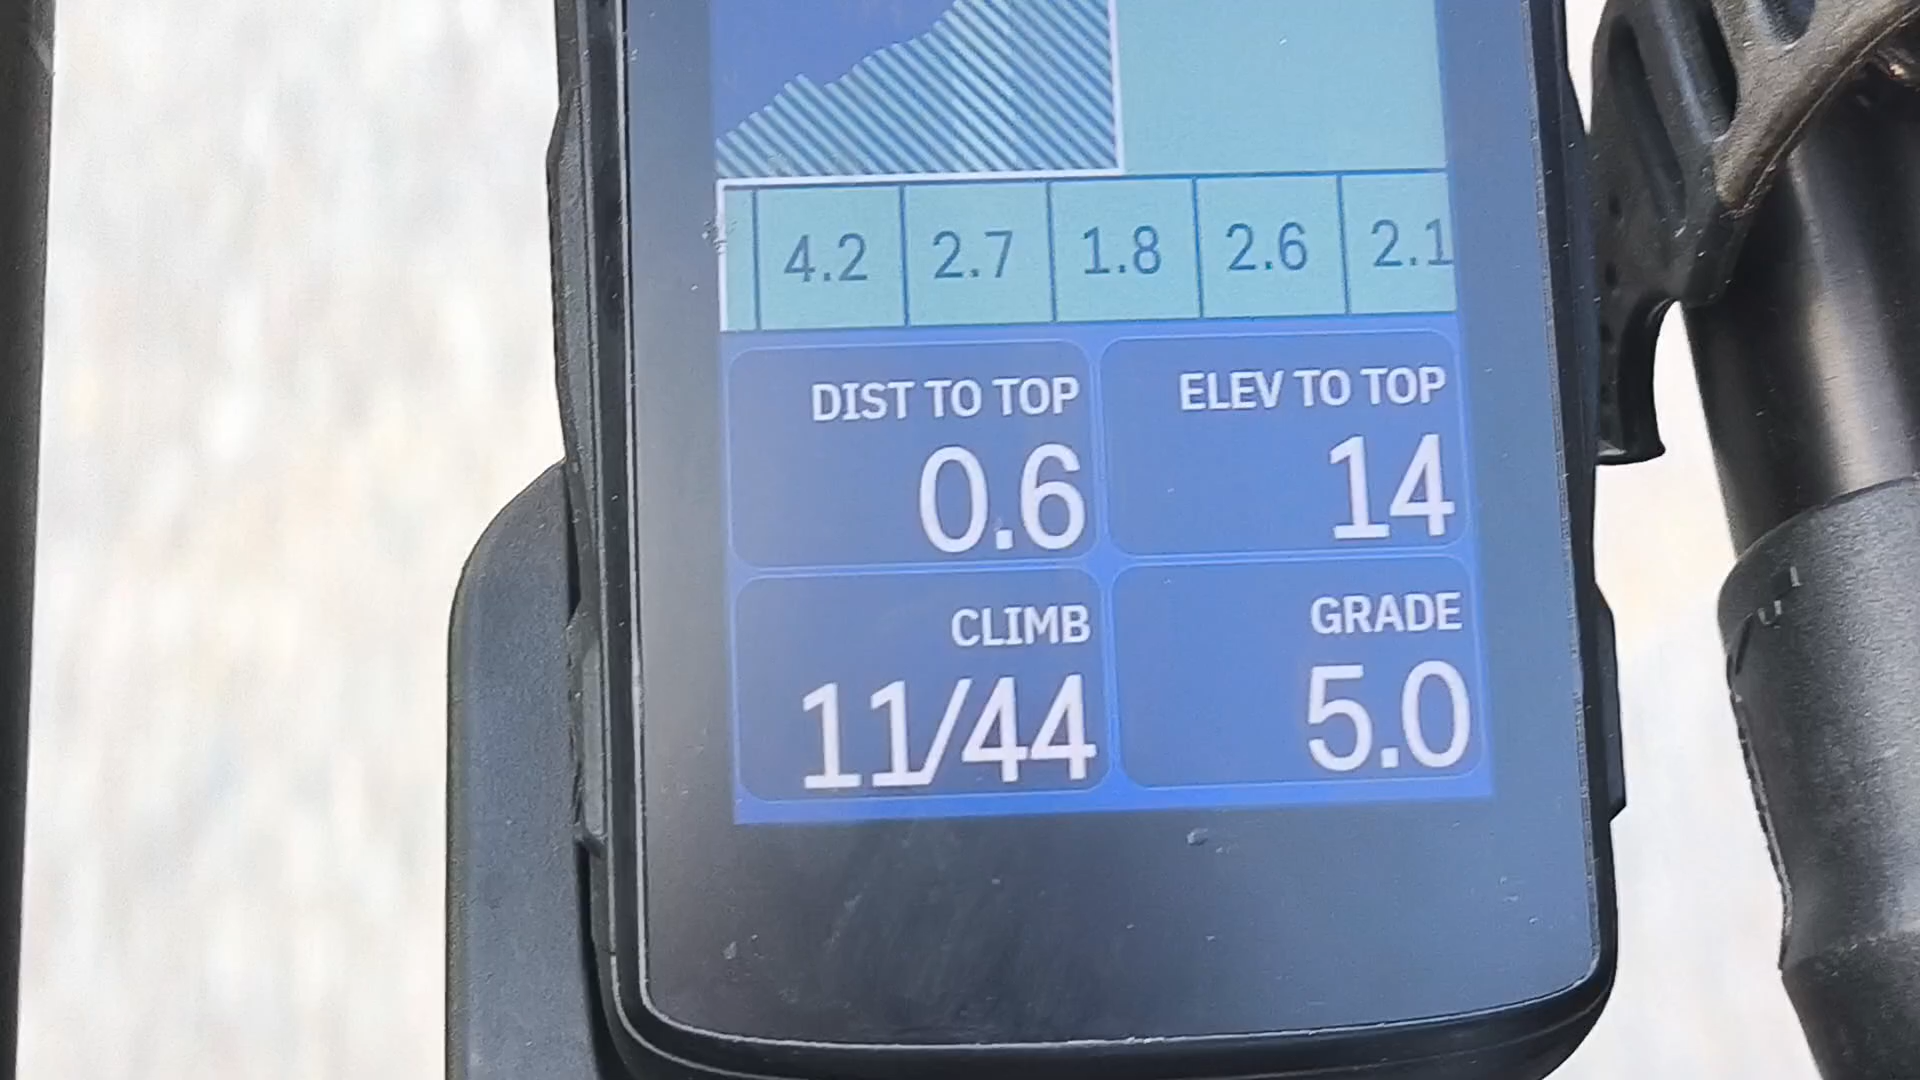 4.2 2.7 1.8 2.6 2.1
DIST TO TOP ELEV TO TOP
0.6 14
CLIMB GRADE
11/44 5.0